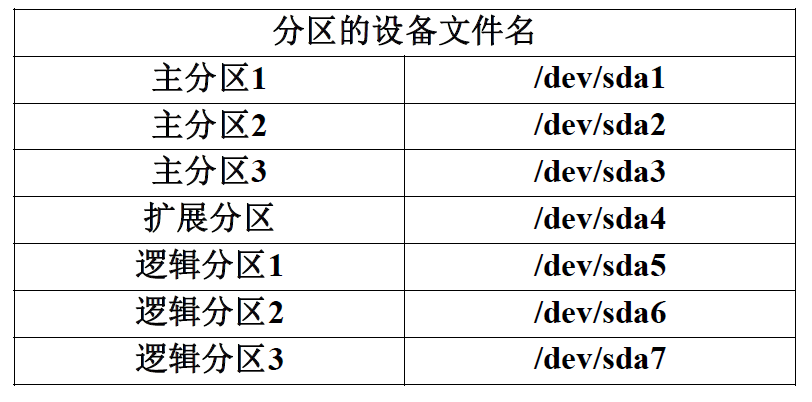 分区的设备文件名
主分区1 /dev/sda1
主分区2 /dev/sda2
主分区3 /dev/sda3
扩展分区 /dev/sda4
逻辑分区1 /dev/sda5
逻辑分区2 /dev/sda6
逻辑分区3 /dev/sda7